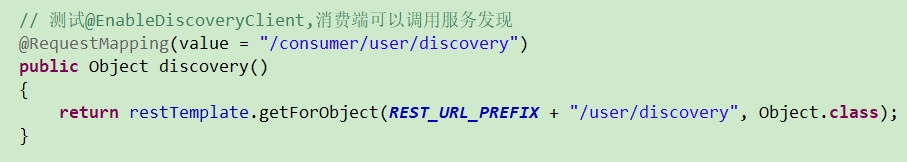 // 测试@EnableDiscoveryClient,消费端可以调用服务发现
@RequestMapping(value = "/consumer/user/discovery")
public Object discovery()
{
    return restTemplate.getForObject(REST_URL_PREFIX + "/user/discovery", Object.class);
}